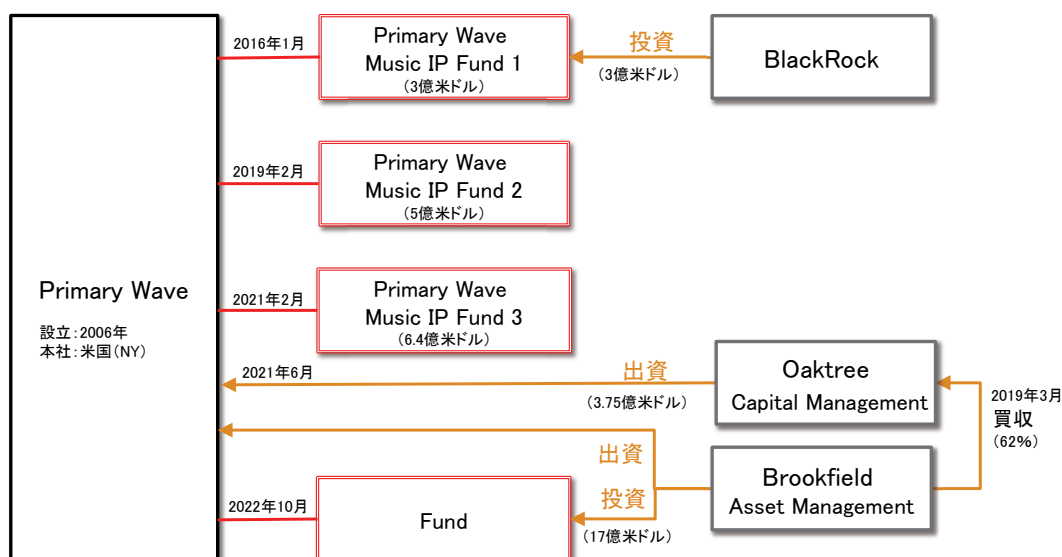 2016年1月
Primary Wave
Music IP Fund 1
(3億米ドル)
投資
(3億米ドル)
BlackRock
2019年2月
Primary Wave
Music IP Fund 2
(5億米ドル)
Primary Wave
設立:2006年
本社:米国(NY)
2021年2月
Primary Wave
Music IP Fund 3
(6.4億米ドル)
2021年6月
出資
(3.75億米ドル)
Oaktree
Capital Management
2019年3月
買収
(62%)
出資
投資
(17億米ドル)
Brookfield
Asset Management
2022年10月
Fund